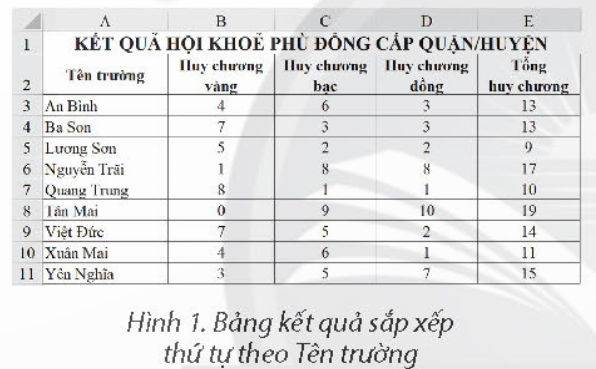 A B C D E
1 KẾT QUẢ HỘI KHOẺ PHÙ ĐỔNG CẤP QUẬN/HUYỆN
2 Tên trường Huy chương vàng Huy chương bạc Huy chương đồng Tổng huy chương
3 An Bình 4 6 3 13
4 Ba Son 7 3 3 13
5 Lương Sơn 5 2 2 9
6 Nguyễn Trãi 1 8 8 17
7 Quang Trung 8 1 1 10
8 Tân Mai 0 9 10 19
9 Việt Đức 7 5 2 14
10 Xuân Mai 4 6 1 11
11 Yên Nghĩa 3 5 7 15
Hình 1. Bảng kết quả sắp xếp
thứ tự theo Tên trường